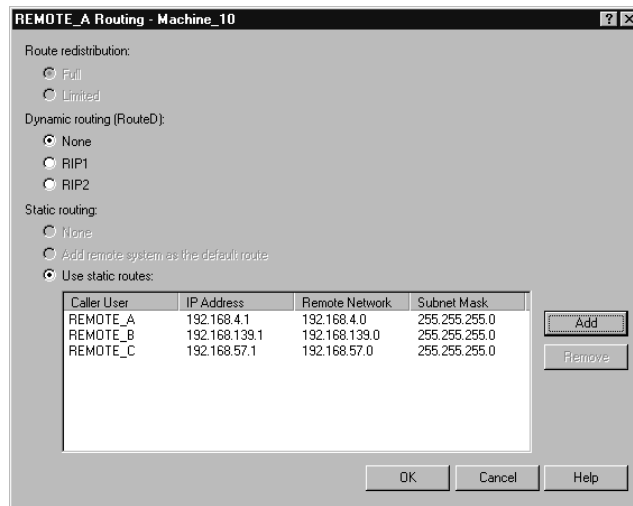 REMOTE_A Routing - Machine_10
Route redistribution:
Full
Limited
Dynamic routing (RouteD):
None
RIP1
RIP2
Static routing:
None
Add remote system as the default route
Use static routes:
Caller User IP Address Remote Network Subnet Mask
REMOTE_A 192.168.4.1 192.168.4.0 255.255.255.0
REMOTE_B 192.168.139.1 192.168.139.0 255.255.255.0
REMOTE_C 192.168.57.1 192.168.57.0 255.255.255.0
Add
Remove
OK Cancel Help